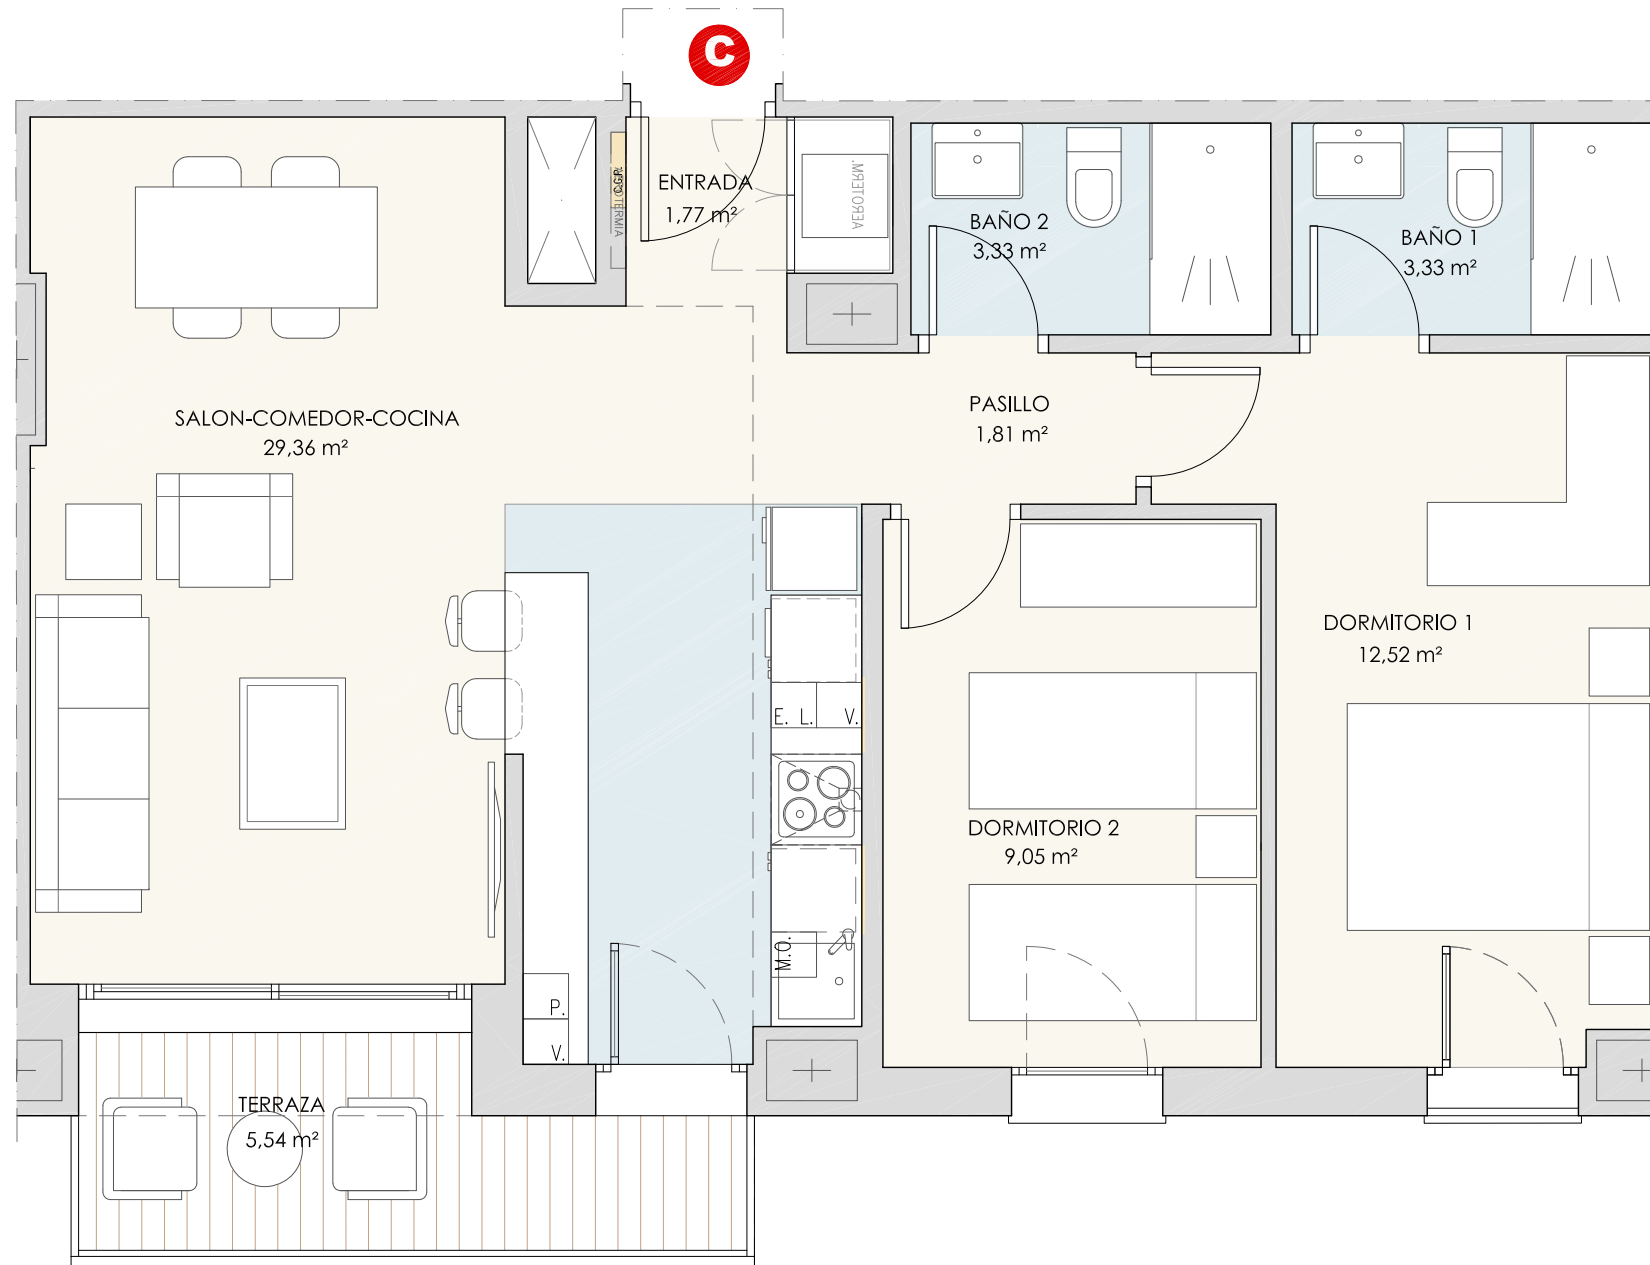 C
ENTRADA
1,77 m²
C.G.P.
AEROTERM.
BAÑO 2
3,33 m²
BAÑO 1
3,33 m²
SALON-COMEDOR-COCINA
29,36 m²
PASILLO
1,81 m²
DORMITORIO 1
12,52 m²
E. L. V.
DORMITORIO 2
9,05 m²
M.O.
P.
V.
TERRAZA
5,54 m²